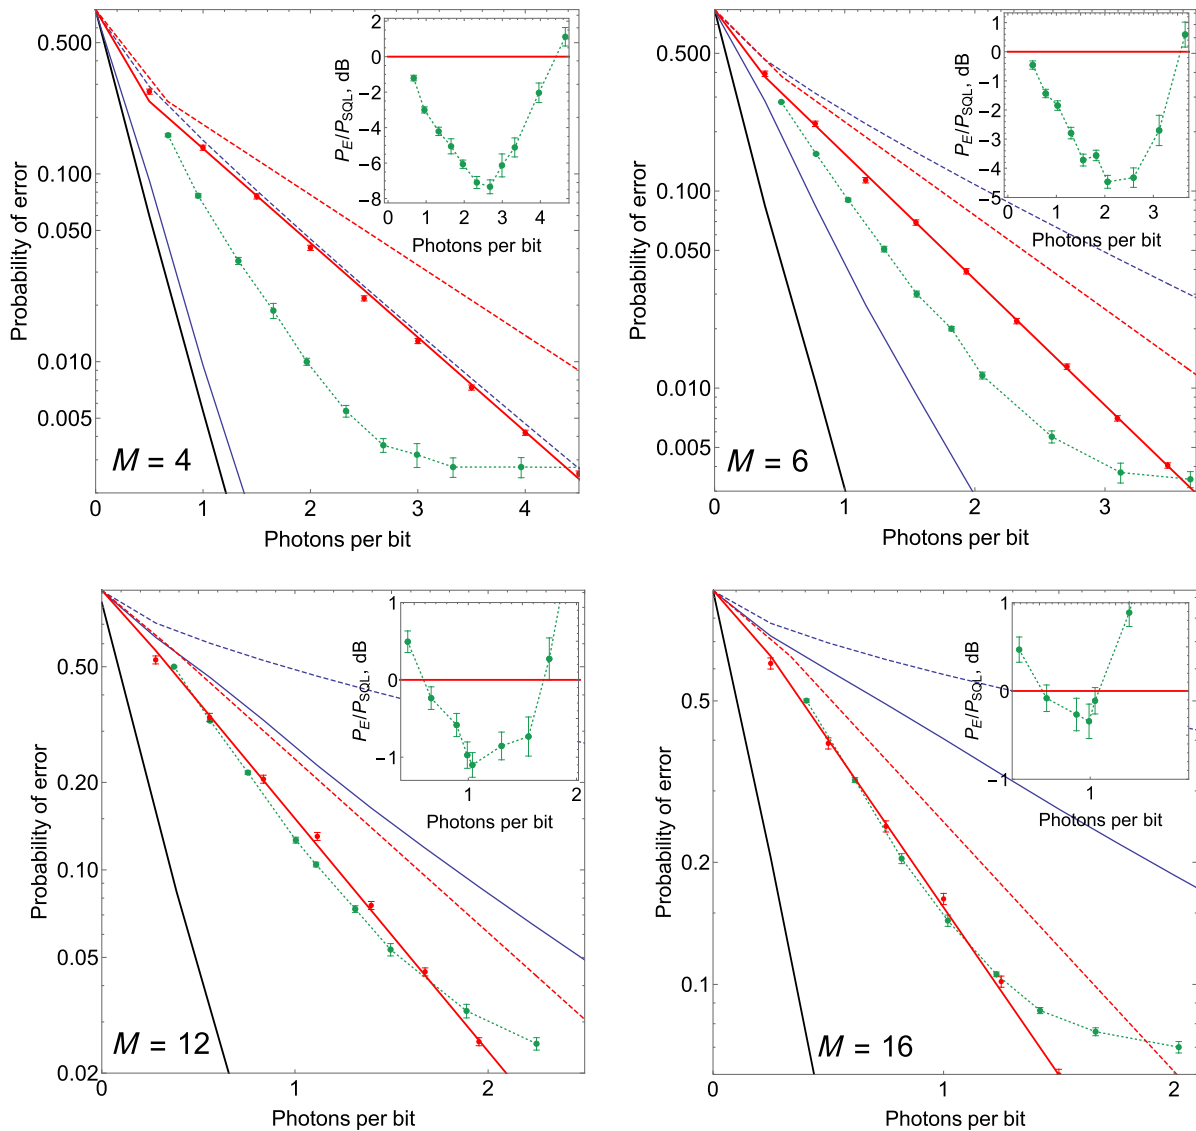 0.500
0.100
0.050
0.010
0.005
Probability of error
0 1 2 3 4
Photons per bit
M = 4
2
0
−2
−4
−6
−8
P_E/P_SQL, dB
0 1 2 3 4
Photons per bit
0.500
0.100
0.050
0.010
0.005
Probability of error
0 1 2 3
Photons per bit
M = 6
1
0
−1
−2
−3
−4
−5
P_E/P_SQL, dB
0 1 2 3
Photons per bit
0.50
0.20
0.10
0.05
0.02
Probability of error
0 1 2
Photons per bit
M = 12
1
0
−1
P_E/P_SQL, dB
1 2
Photons per bit
0.5
0.2
0.1
Probability of error
0 1 2
Photons per bit
M = 16
1
0
−1
P_E/P_SQL, dB
1
Photons per bit